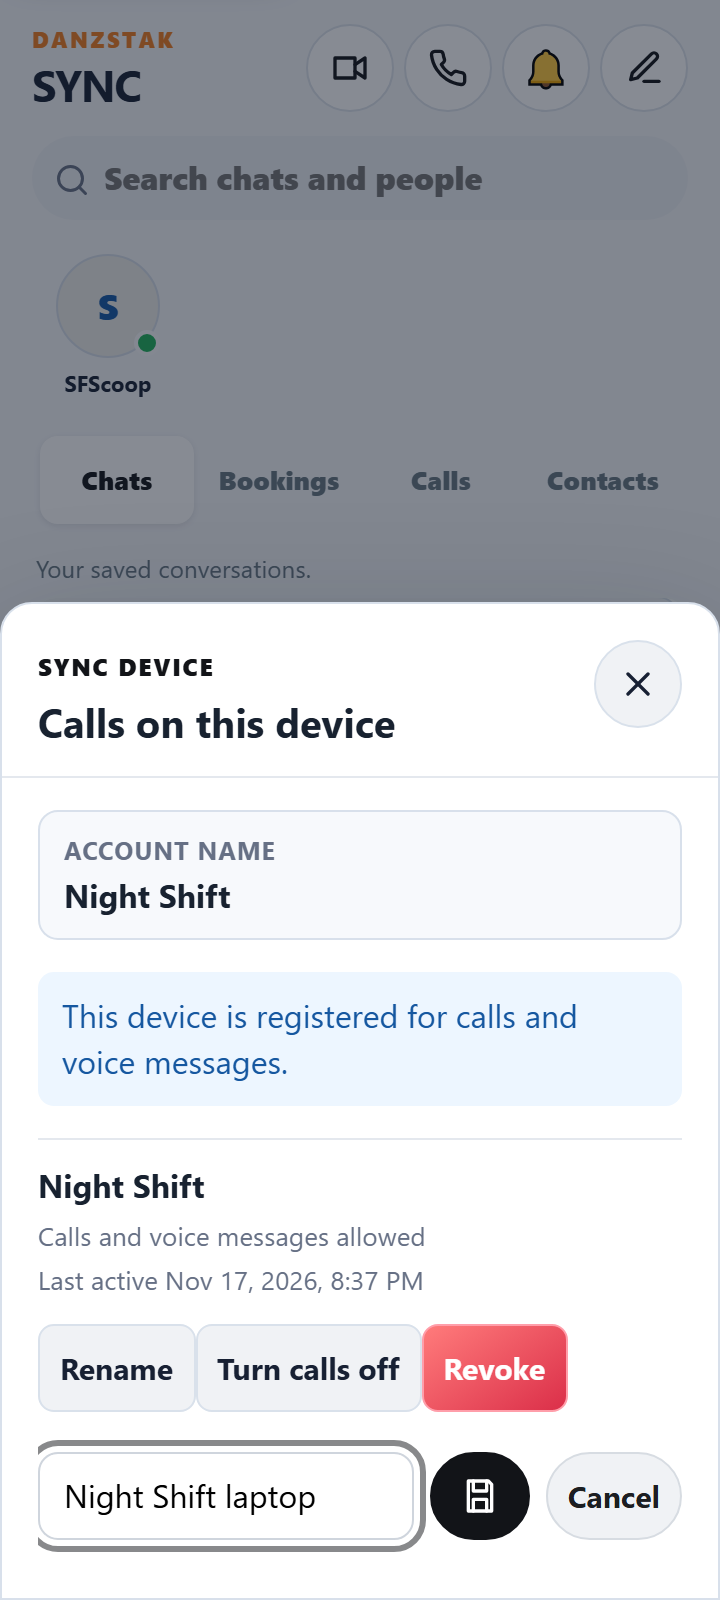 DANZSTAK
SYNC
Search chats and people
S
SFScoop
Chats
Bookings
Calls
Contacts
Your saved conversations.
SYNC DEVICE
Calls on this device
ACCOUNT NAME
Night Shift
This device is registered for calls and
voice messages.
Night Shift
Calls and voice messages allowed
Last active Nov 17, 2026, 8:37 PM
Rename
Turn calls off
Revoke
Night Shift laptop
Cancel